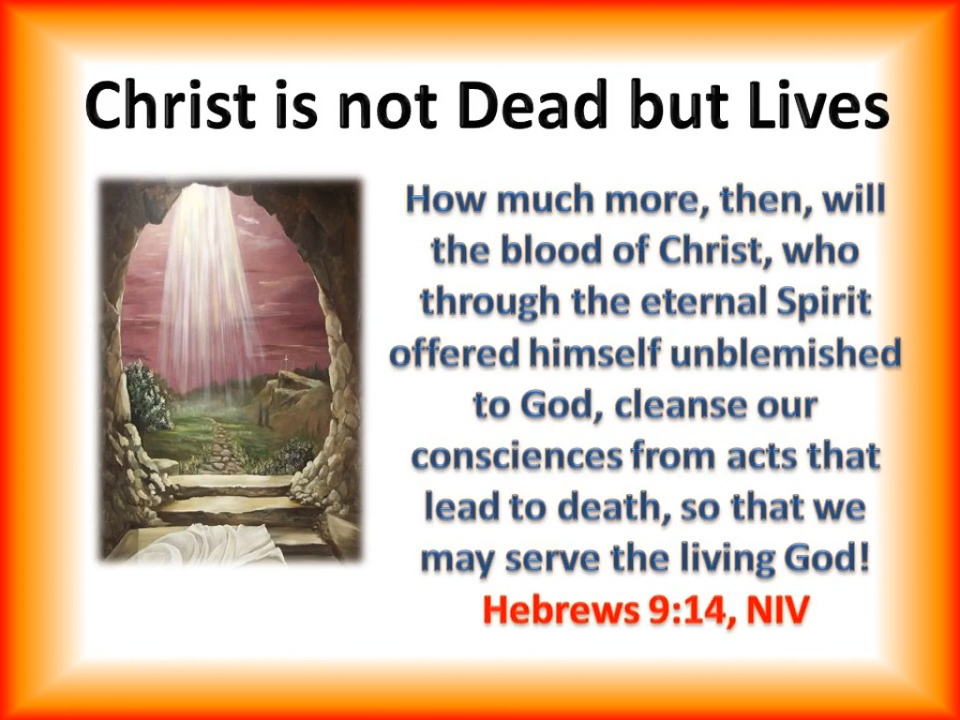 Christ is not Dead but Lives
How much more, then, will
the blood of Christ, who
through the eternal Spirit
offered himself unblemished
to God, cleanse our
consciences from acts that
lead to death, so that we
may serve the living God!
Hebrews 9:14, NIV